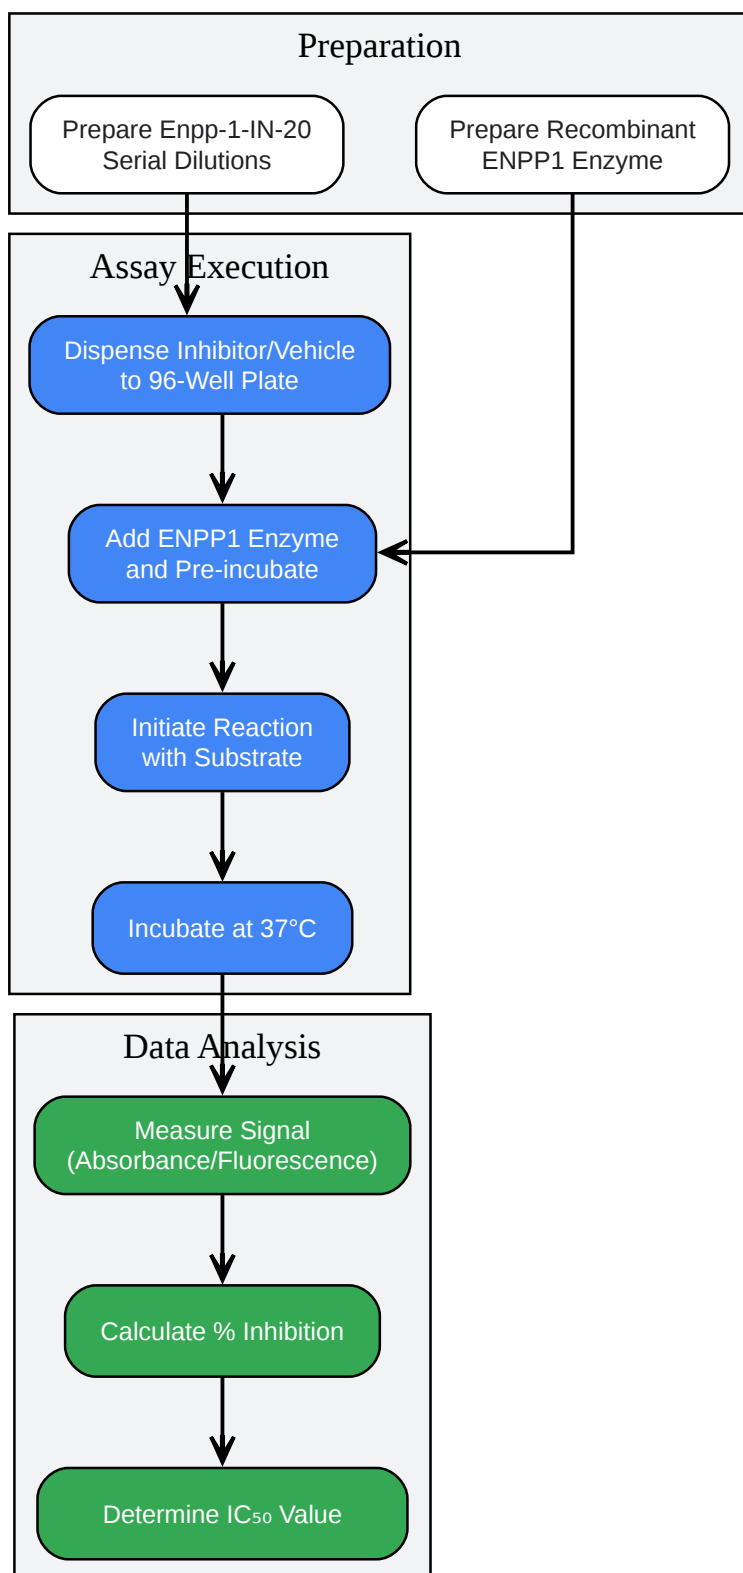 Preparation
Prepare Enpp-1-IN-20
Serial Dilutions
Prepare Recombinant
ENPP1 Enzyme
Assay Execution
Dispense Inhibitor/Vehicle
to 96-Well Plate
Add ENPP1 Enzyme
and Pre-incubate
Initiate Reaction
with Substrate
Incubate at 37°C
Data Analysis
Measure Signal
(Absorbance/Fluorescence)
Calculate % Inhibition
Determine IC₅₀ Value